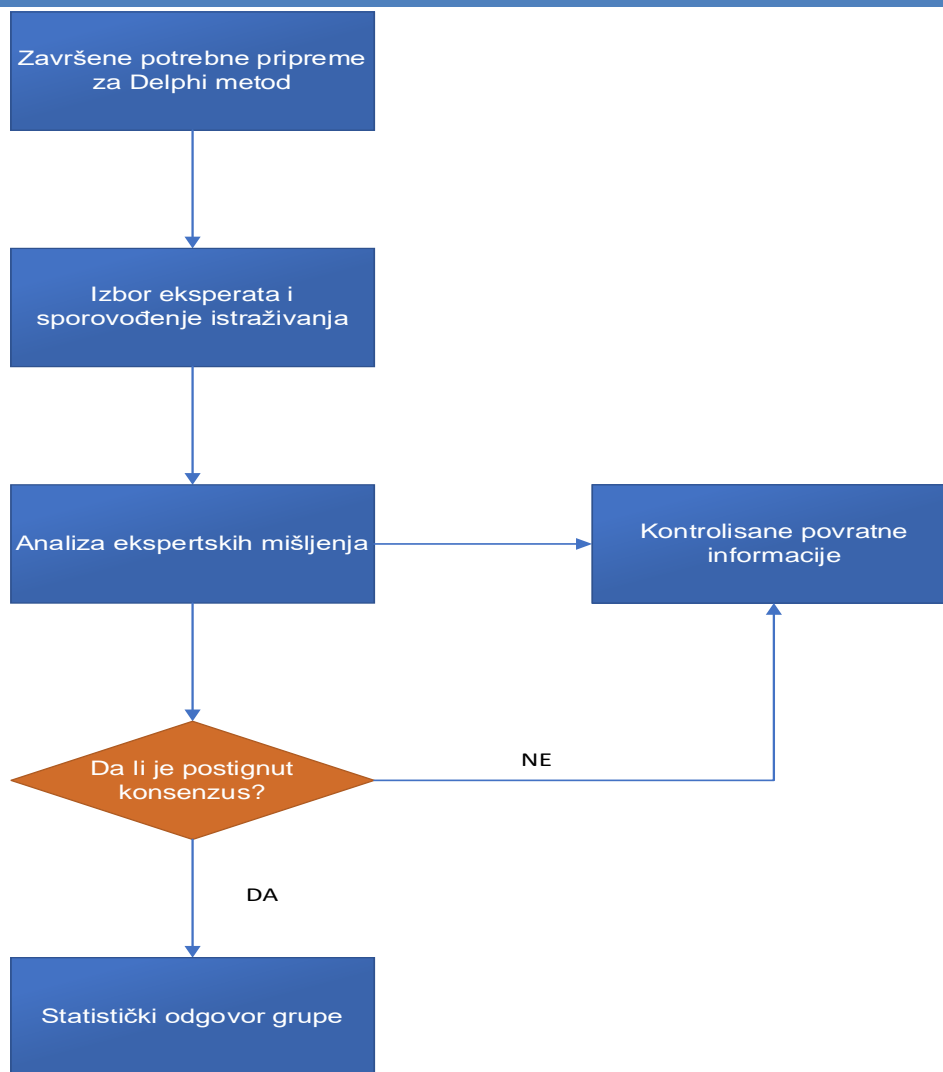 Završene potrebne pripreme
za Delphi metod
Izbor eksperata i
sporovođenje istraživanja
Analiza ekspertskih mišljenja
Kontrolisane povratne
informacije
Da li je postignut
konsenzus?
NE
DA
Statistički odgovor grupe